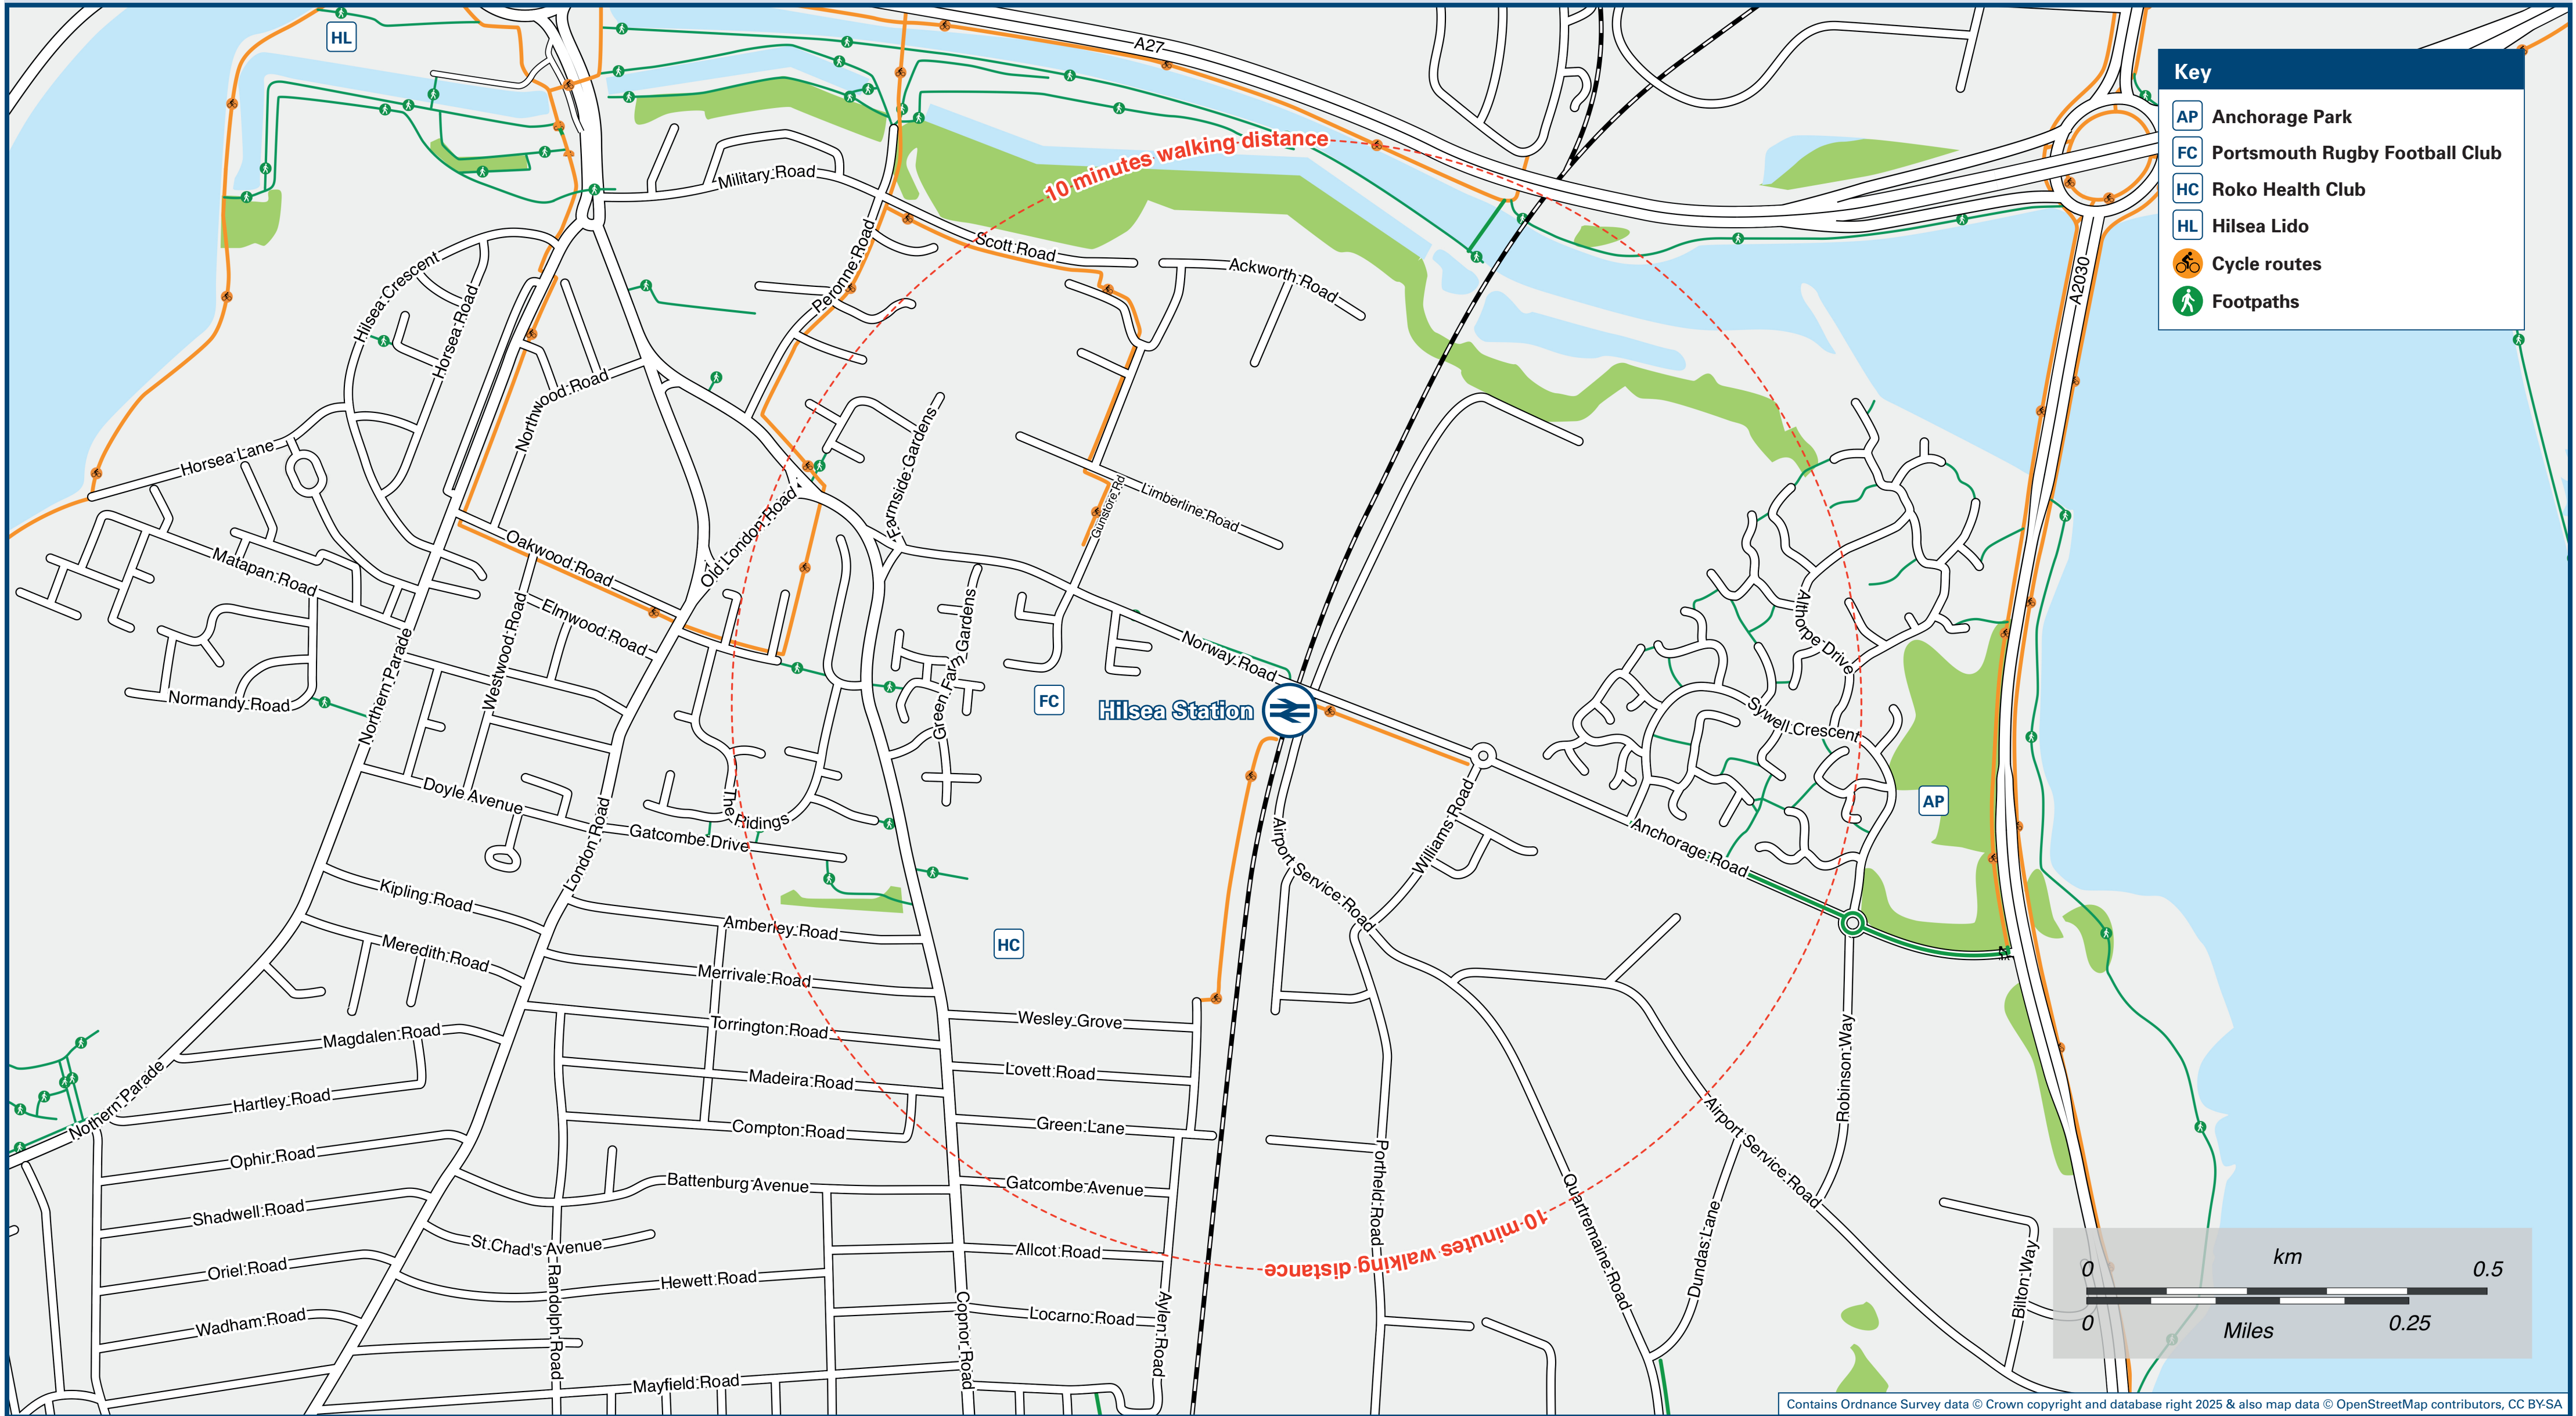 HL
A27
Key
AP Anchorage Park
FC Portsmouth Rugby Football Club
HC Roko Health Club
HL Hilsea Lido
Cycle routes
Footpaths
10 minutes walking distance
Military Road
Scott Road
Ackworth Road
Peronne Road
A2030
Hilsea Crescent
Horsea Road
Northwood Road
Horsea Lane
Farmside Gardens
Limberline Road
Gunstore Rd
Old London Road
Oakwood Road
Matapan Road
Elmwood Road
Westwood Road
Northern Parade
Normandy Road
Green Farm Gardens
Norway Road
FC
Hilsea Station
Althorpe Drive
Sywell Crescent
AP
Doyle Avenue
The Ridings
Gatcombe Drive
London Road
Airport Service Road
Williams Road
Anchorage Road
Kipling Road
Amberley Road
Meredith Road
Merrivale Road
HC
Magdalen Road
Torrington Road
Wesley Grove
Lovett Road
Madeira Road
Hartley Road
Nothern Parade
Compton Road
Green Lane
Robinson Way
Airport Service Road
Ophir Road
Battenburg Avenue
Gatcombe Avenue
Portheld Road
Quartremaine Road
Dundas Lane
10 minutes walking distance
Shadwell Road
St Chad's Avenue
Allcot Road
Oriel Road
Hewett Road
Randolph Road
Wadham Road
Copnor Road
Locarno Road
Aylen Road
Mayfield Road
Bilton Way
km
0 0.5
0 0.25
Miles
Contains Ordnance Survey data © Crown copyright and database right 2025 & also map data © OpenStreetMap contributors, CC BY-SA